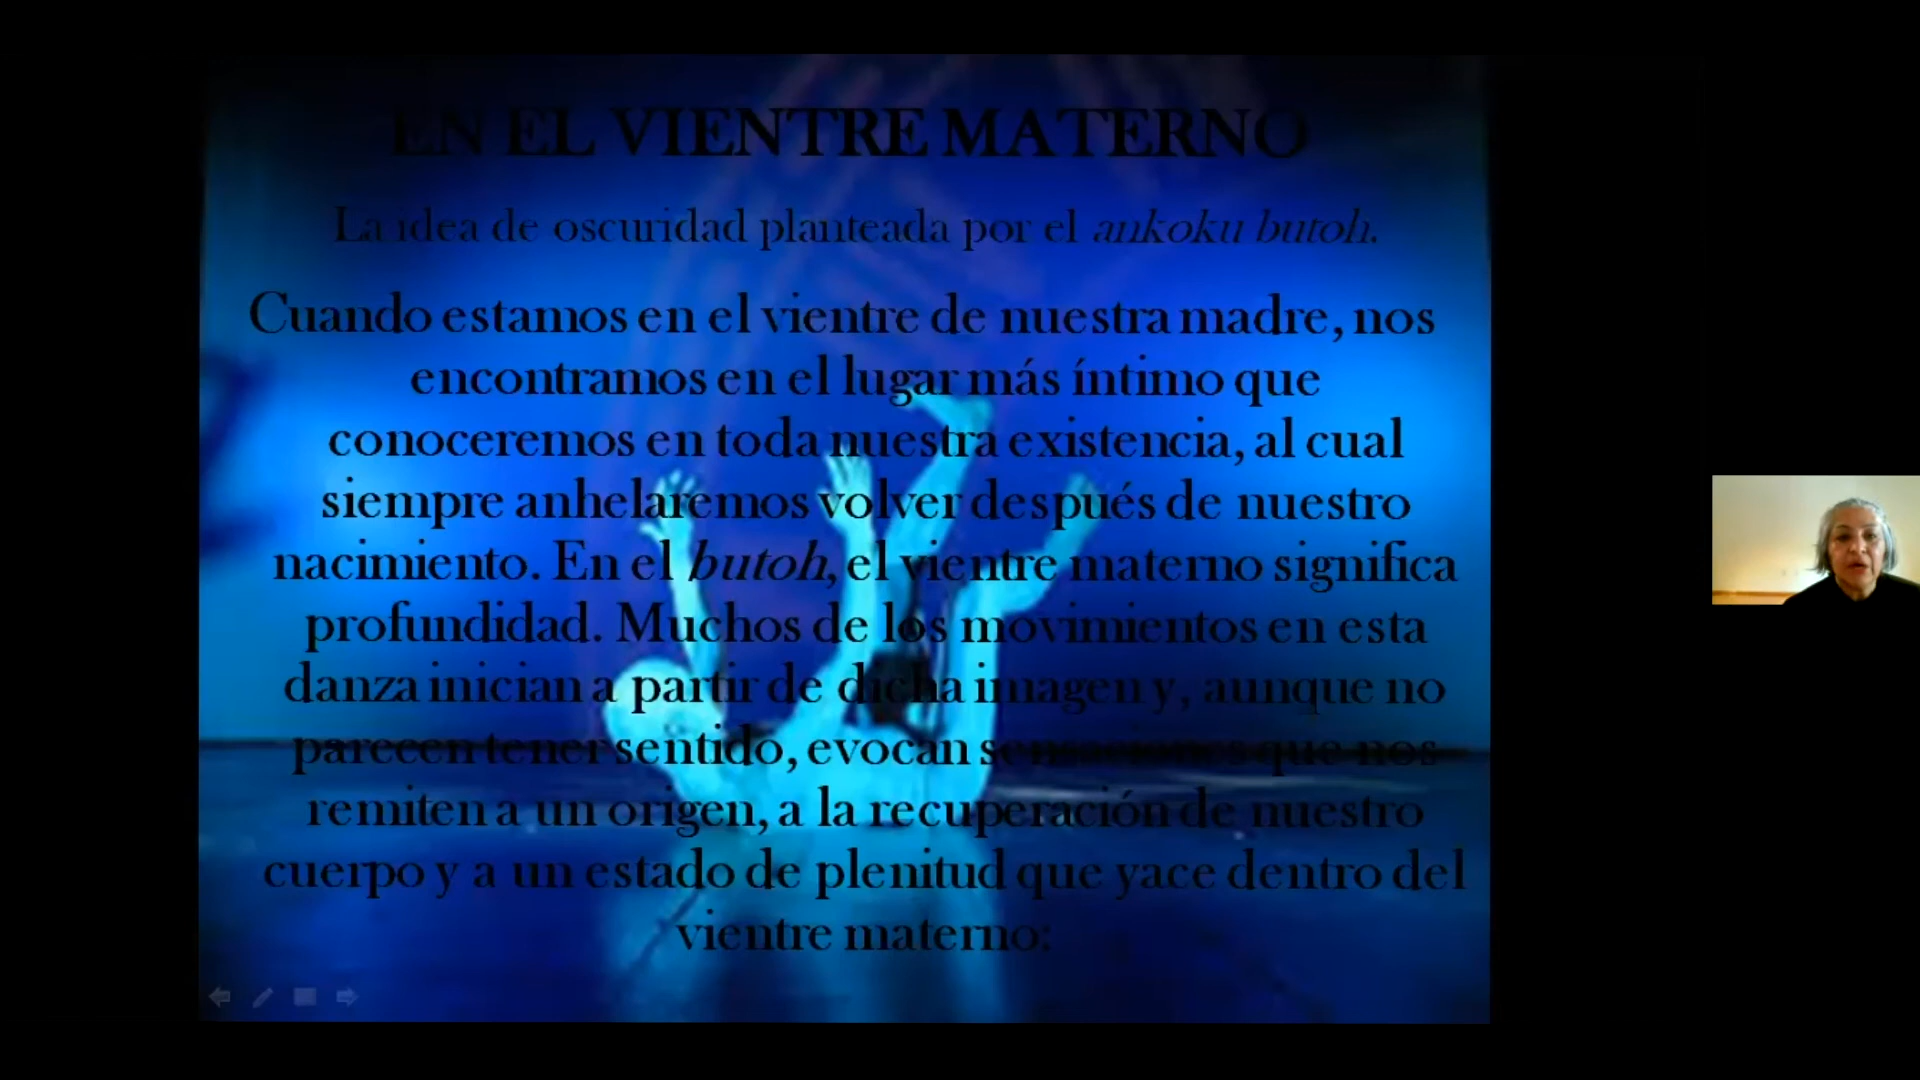 EN EL VIENTRE MATERNO
La idea de oscuridad planteada por el ankoku butoh.
Cuando estamos en el vientre de nuestra madre, nos
encontramos en el lugar más íntimo que
conoceremos en toda nuestra existencia, al cual
siempre anhelaremos volver después de nuestro
nacimiento. En el butoh, el vientre materno significa
profundidad. Muchos de los movimientos en esta
danza inician a partir de dicha imagen y, aunque no
parecen tener sentido, evocan sensaciones que nos
remiten a un origen, a la recuperación de nuestro
cuerpo y a un estado de plenitud que yace dentro del
vientre materno: